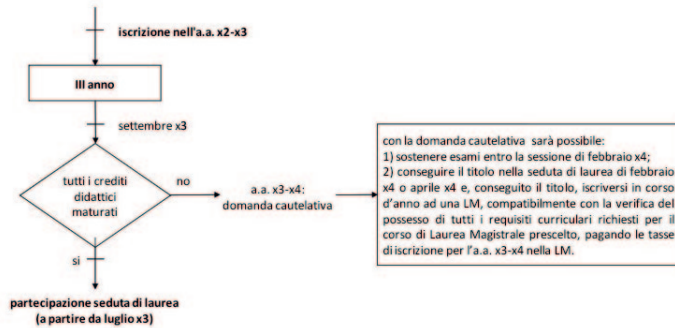 iscrizione nell'a.a. x2-x3
III anno
settembre x3
tutti i crediti
didattici
maturati
no
a.a. x3-x4:
domanda cautelativa
con la domanda cautelativa sarà possibile:
1) sostenere esami entro la sessione di febbraio x4;
2) conseguire il titolo nella seduta di laurea di febbraio
x4 o aprile x4 e, conseguito il titolo, iscriversi in corso
d'anno ad una LM, compatibilmente con la verifica del
possesso di tutti i requisiti curriculari richiesti per il
corso di Laurea Magistrale prescelto, pagando le tasse
di iscrizione per l'a.a. x3-x4 nella LM.
si
partecipazione seduta di laurea
(a partire da luglio x3)